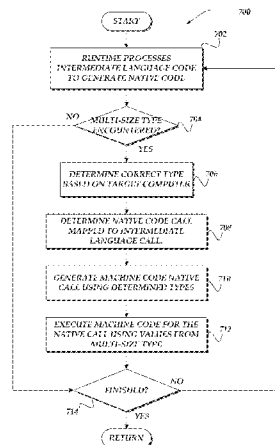 START
700
702
RUNTIME PROCESSES
INTERMEDIATE LANGUAGE CODE
TO GENERATE NATIVE CODE
NO
MULTI-SIZE TYPE
ENCOUNTERED?
704
YES
DETERMINE CORRECT TYPE
BASED ON TARGET COMPUTER
706
DETERMINE NATIVE CODE CALL
MAPPED TO INTERMEDIATE
LANGUAGE CALL.
708
GENERATE MACHINE CODE NATIVE
CALL USING DETERMINED TYPES
710
EXECUTE MACHINE CODE FOR THE
NATIVE CALL USING VALUES FROM
MULTI-SIZE TYPE
712
FINISHED?
NO
714
YES
RETURN